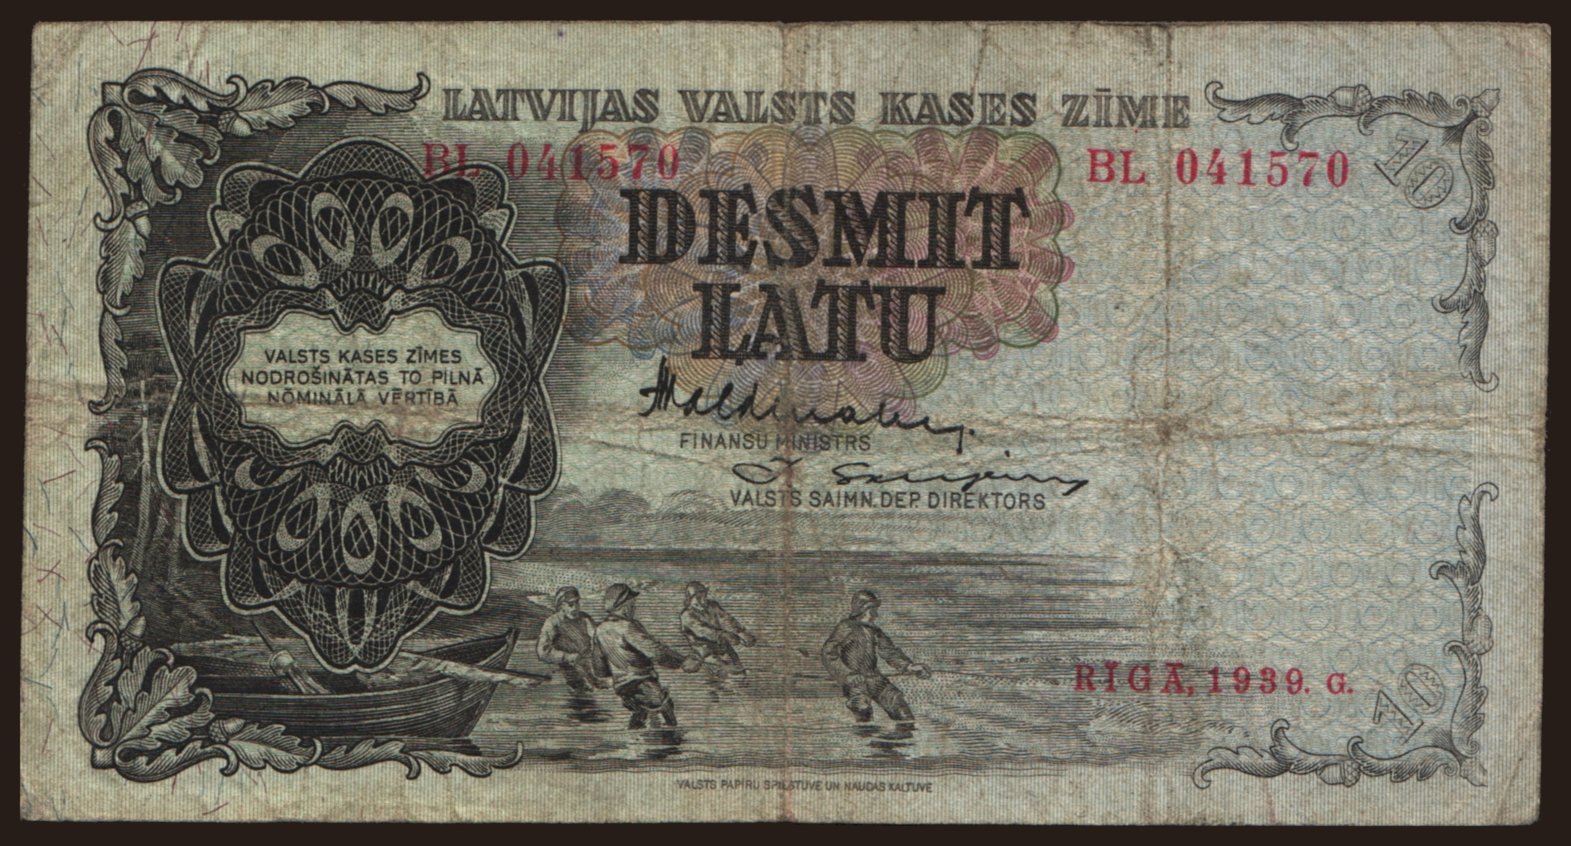 LATVIJAS VALSTS KASES ZĪME
BL 041570
BL 041570
10
DESMIT
LATU
VALSTS KASES ZĪMES
NODROŠINĀTAS TO PILNĀ
NŌMINĀLĀ VĒRTĪBĀ
FINANSU MINISTRS
VALSTS SAIMN. DEP. DIREKTORS
RĪGĀ, 1939. G.
10
VALSTS PAPĪRU SPIESTUVE UN NAUDAS KALTUVE